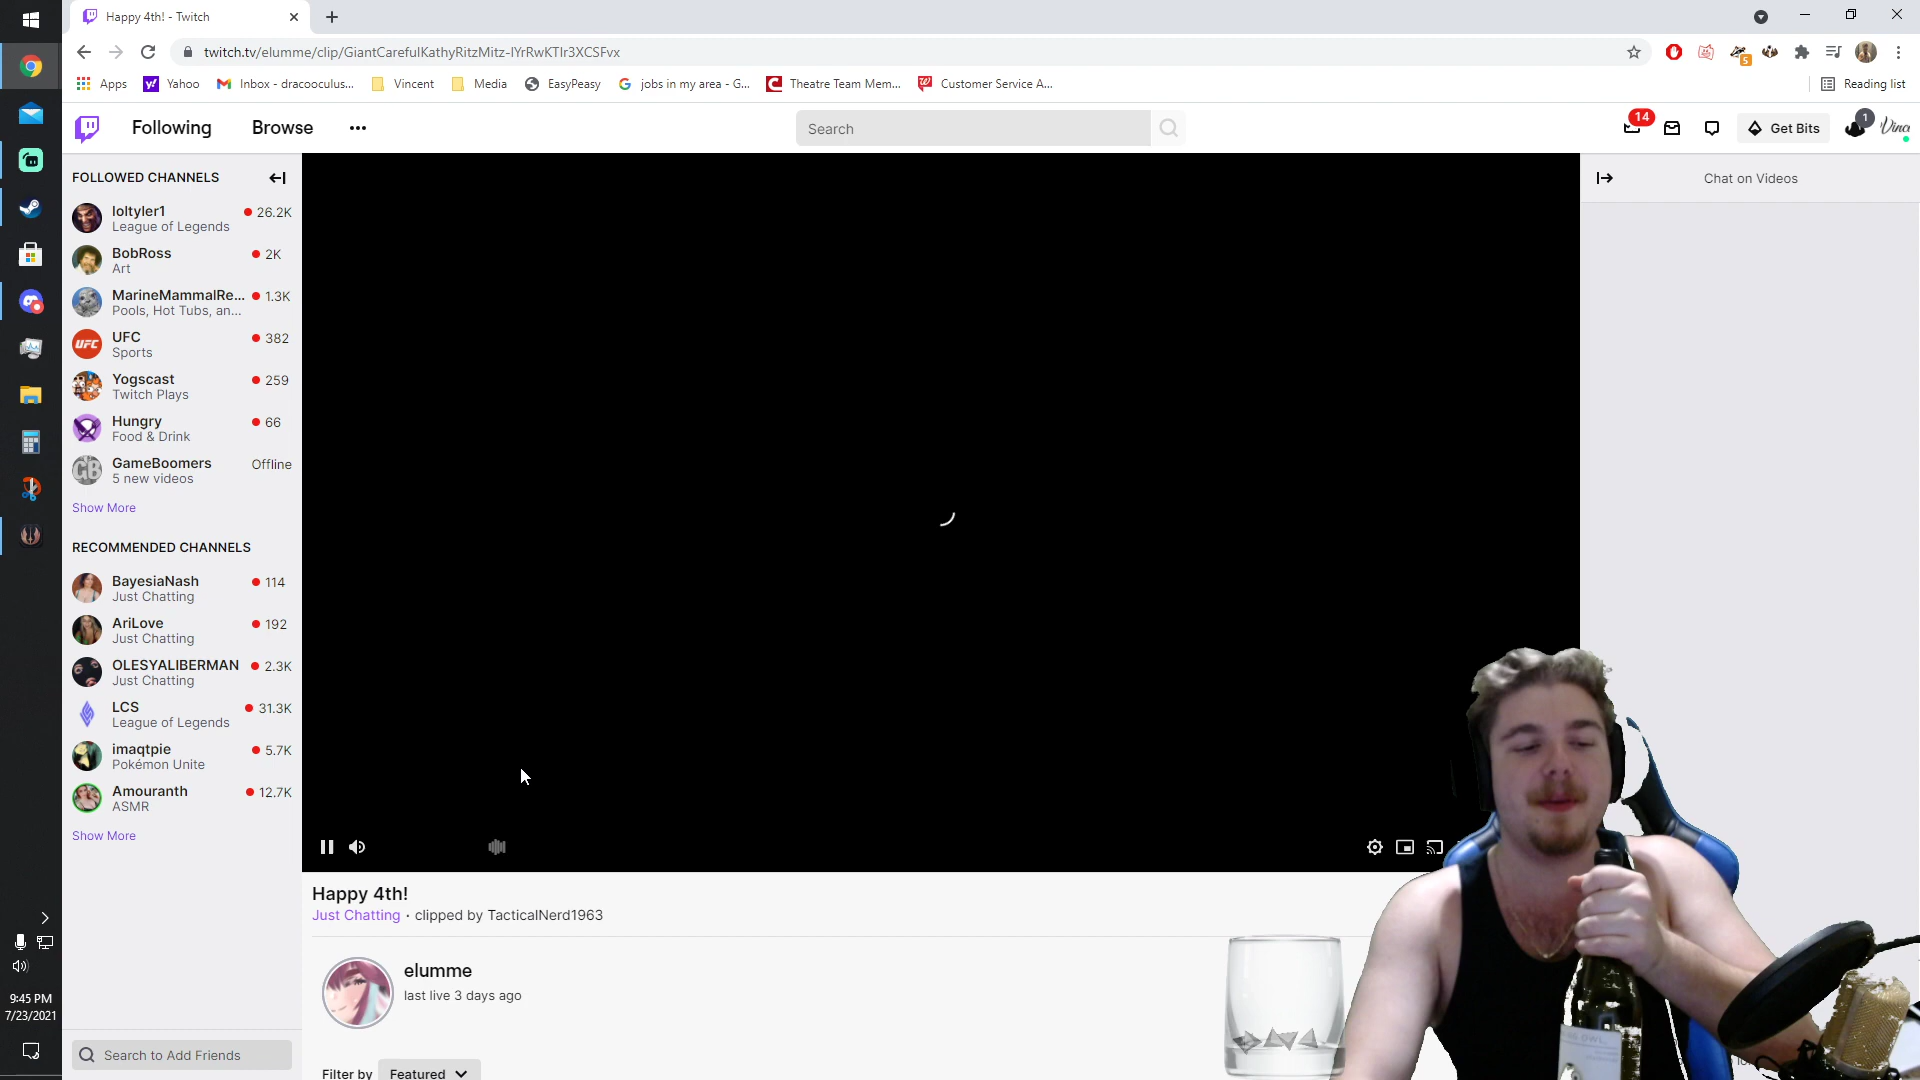 Happy 4th! - Twitch
twitch.tv/elumme/clip/GiantCarefulKathyRitzMitz-lYrRwKTlr3XCSFvx
5
Apps
Yahoo
Inbox - dracooculus...
Vincent
Media
EasyPeasy
jobs in my area - G...
Theatre Team Mem...
Customer Service A...
Reading list
Following
Browse
Search
14
Get Bits
1
FOLLOWED CHANNELS
loltyler1
26.2K
League of Legends
BobRoss
2K
Art
MarineMammalRe...
1.3K
Pools, Hot Tubs, an...
UFC
UFC
382
Sports
Yogscast
259
Twitch Plays
Hungry
66
Food & Drink
GB
GameBoomers
Offline
5 new videos
Show More
RECOMMENDED CHANNELS
BayesiaNash
114
Just Chatting
AriLove
192
Just Chatting
OLESYALIBERMAN
2.3K
Just Chatting
LCS
31.3K
League of Legends
imaqtpie
5.7K
Pokémon Unite
Amouranth
12.7K
ASMR
Show More
Search to Add Friends
Chat on Videos
Happy 4th!
Just Chatting · clipped by TacticalNerd1963
elumme
last live 3 days ago
Filter by
Featured
9:45 PM
7/23/2021